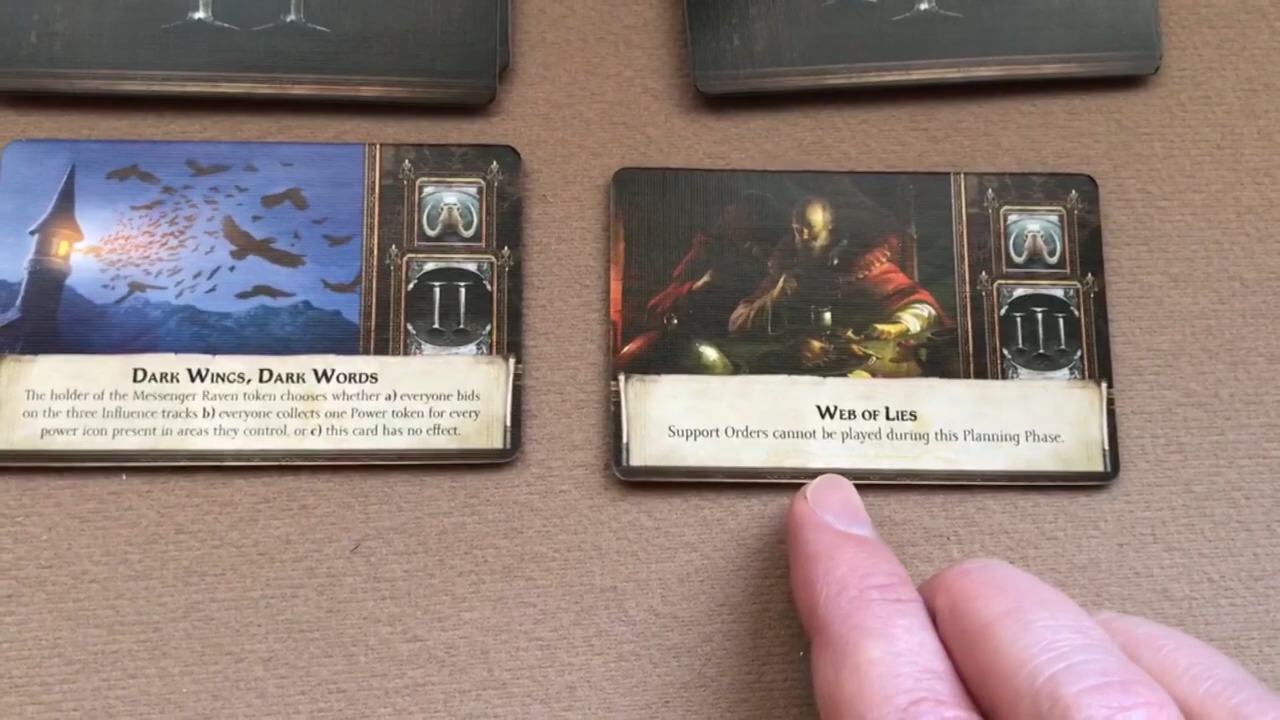 DARK WINGS, DARK WORDS
The holder of the Messenger Raven token chooses whether a) everyone bids
on the three Influence tracks b) everyone collects one Power token for every
power icon present in areas they control, or c) this card has no effect.
II
WEB OF LIES
Support Orders cannot be played during this Planning Phase.
III